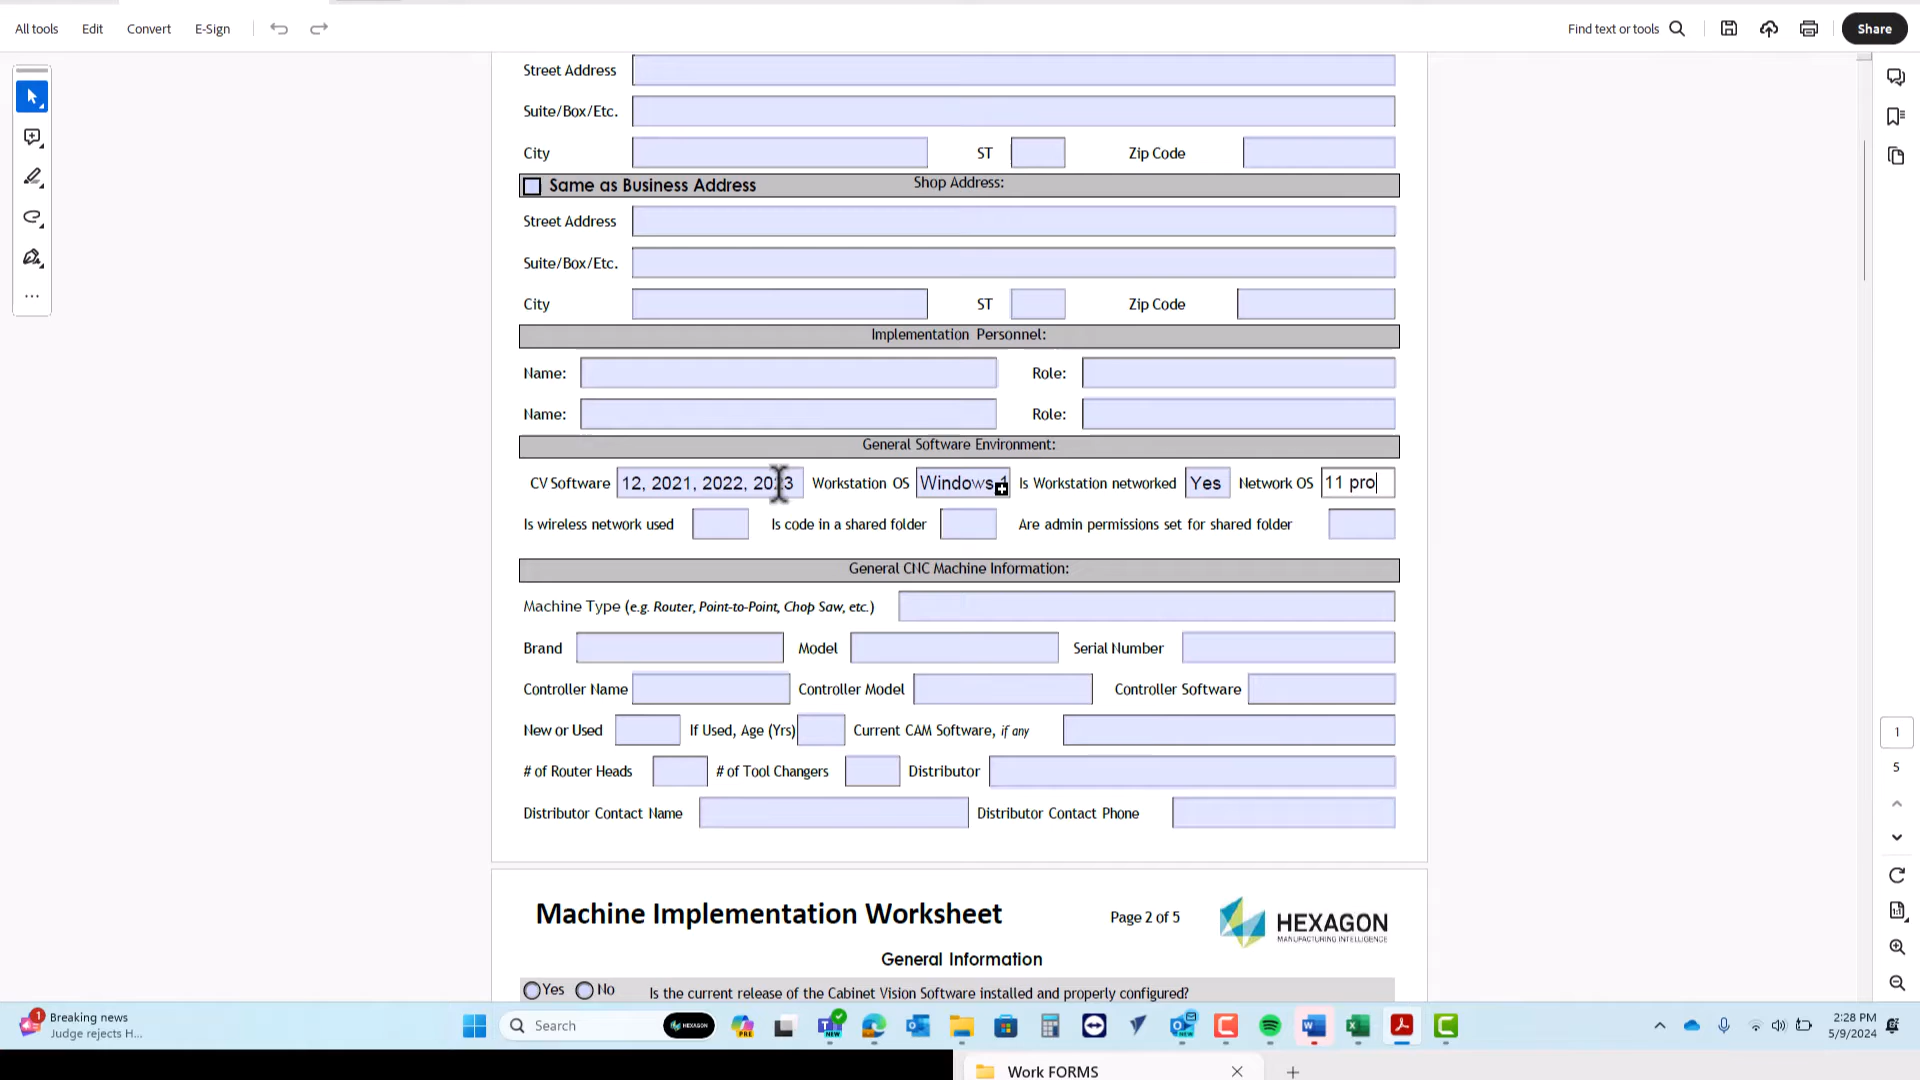 All tools Edit Convert E-Sign Find text or tools Share
Street Address
Suite/Box/Etc.
City ST Zip Code
Same as Business Address Shop Address:
Street Address
Suite/Box/Etc.
City ST Zip Code
Implementation Personnel:
Name: Role:
Name: Role:
General Software Environment:
CV Software 12, 2021, 2022, 2023 Workstation OS Windows 1 Is Workstation networked Yes Network OS 11 pro
Is wireless network used Is code in a shared folder Are admin permissions set for shared folder
General CNC Machine Information:
Machine Type (e.g. Router, Point-to-Point, Chop Saw, etc.)
Brand Model Serial Number
Controller Name Controller Model Controller Software
New or Used If Used, Age (Yrs) Current CAM Software, if any
# of Router Heads # of Tool Changers Distributor
Distributor Contact Name Distributor Contact Phone
1
5
Machine Implementation Worksheet Page 2 of 5 HEXAGON
MANUFACTURING INTELLIGENCE
General Information
Yes No Is the current release of the Cabinet Vision Software installed and properly configured?
1 Breaking news
Judge rejects H...
Search HEXAGON PRE NEW NEW
2:28 PM
5/9/2024
Work FORMS